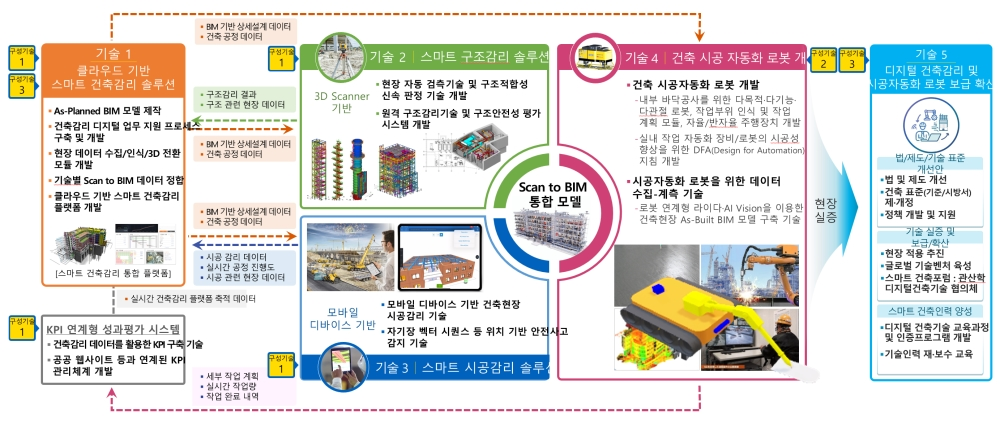 • BIM 기반 상세설계 데이터
• 건축 공정 데이터
구성기술
1
구성기술
3
기술 1
클라우드 기반
스마트 건축감리 솔루션
• As-Planned BIM 모델 제작
• 건축감리 디지털 업무 지원 프로세스
구축 및 개발
• 현장 데이터 수집/인식/3D 전환
모듈 개발
• 기술별 Scan to BIM 데이터 정합
• 클라우드 기반 스마트 건축감리
플랫폼 개발
[스마트 건축감리 통합 플랫폼]
• 실시간 건축감리 플랫폼 축적 데이터
구성기술
1
KPI 연계형 성과평가 시스템
• 건축감리 데이터를 활용한 KPI 구축 기술
• 공공 웹사이트 등과 연계된 KPI
관리체계 개발
• 구조감리 결과
• 구조 관련 현장 데이터
• BIM 기반 상세설계 데이터
• 건축 공정 데이터
• BIM 기반 상세설계 데이터
• 건축 공정 데이터
• 시공 감리 데이터
• 실시간 공정 진행도
• 시공 관련 현장 데이터
• 세부 작업 계획
• 실시간 작업량
• 작업 완료 내역
구성기술
1
기술 2 | 스마트 구조감리 솔루션
3D Scanner
기반
• 현장 자동 검측기술 및 구조적합성
신속 판정 기술 개발
• 원격 구조감리기술 및 구조안전성 평가
시스템 개발
Scan to BIM
통합 모델
모바일
디바이스 기반
• 모바일 디바이스 기반 건축현장
시공감리 기술
• 자기장 벡터 시퀀스 등 위치 기반 안전사고
감지 기술
구성기술
1
기술 3 | 스마트 시공감리 솔루션
기술 4 | 건축 시공 자동화 로봇 개
• 건축 시공자동화 로봇 개발
-내부 바닥공사를 위한 다목적·다기능·
다관절 로봇, 작업부위 인식 및 작업
계획 모듈, 자율/반자율 주행장치 개발
-실내 작업 자동화 장비/로봇의 시공성
향상을 위한 DFA(Design for Automation)
지침 개발
• 시공자동화 로봇을 위한 데이터
수집·계측 기술
-로봇 연계형 라이다·AI Vision을 이용한
건축현장 As-Built BIM 모델 구축 기술
현장
실증
구성기술
2
구성기술
3
기술 5
디지털 건축감리 및
시공자동화 로봇 보급 확산
법/제도/기술 표준
개선안
• 법 및 제도 개선
• 건축 표준(기준/시방서)
제·개정
• 정책 개발 및 지원
기술 실증 및
보급/확산
• 현장 적용 추진
• 글로벌 기술벤처 육성
• 스마트 건축포럼 : 관산학
디지털건축기술 협의체
스마트 건축인력 양성
• 디지털 건축기술 교육과정
및 인증프로그램 개발
• 기술인력 재·보수 교육